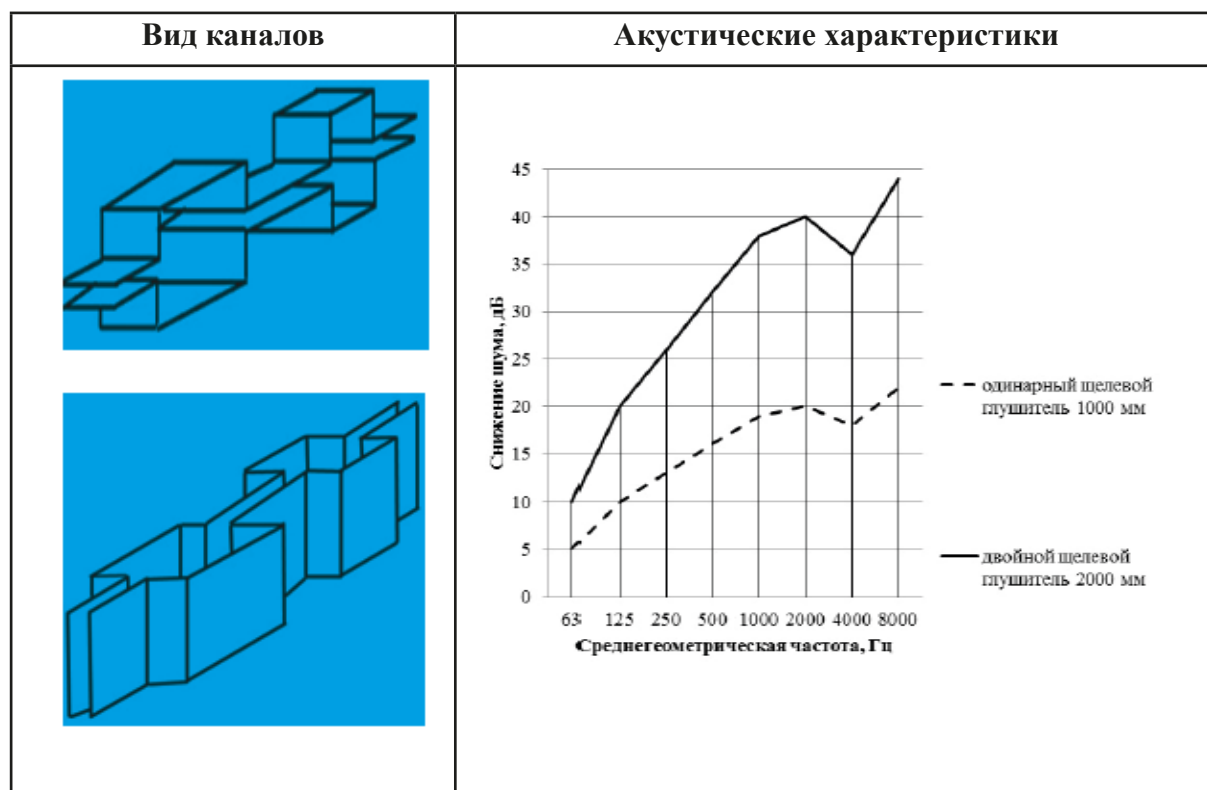 Вид каналов
Акустические характеристики
Снижение шума, дБ
45
40
35
30
25
20
15
10
5
0
63 125 250 500 1000 2000 4000 8000
Среднегеометрическая частота, Гц
одинарный щелевой
глушитель 1000 мм
двойной щелевой
глушитель 2000 мм